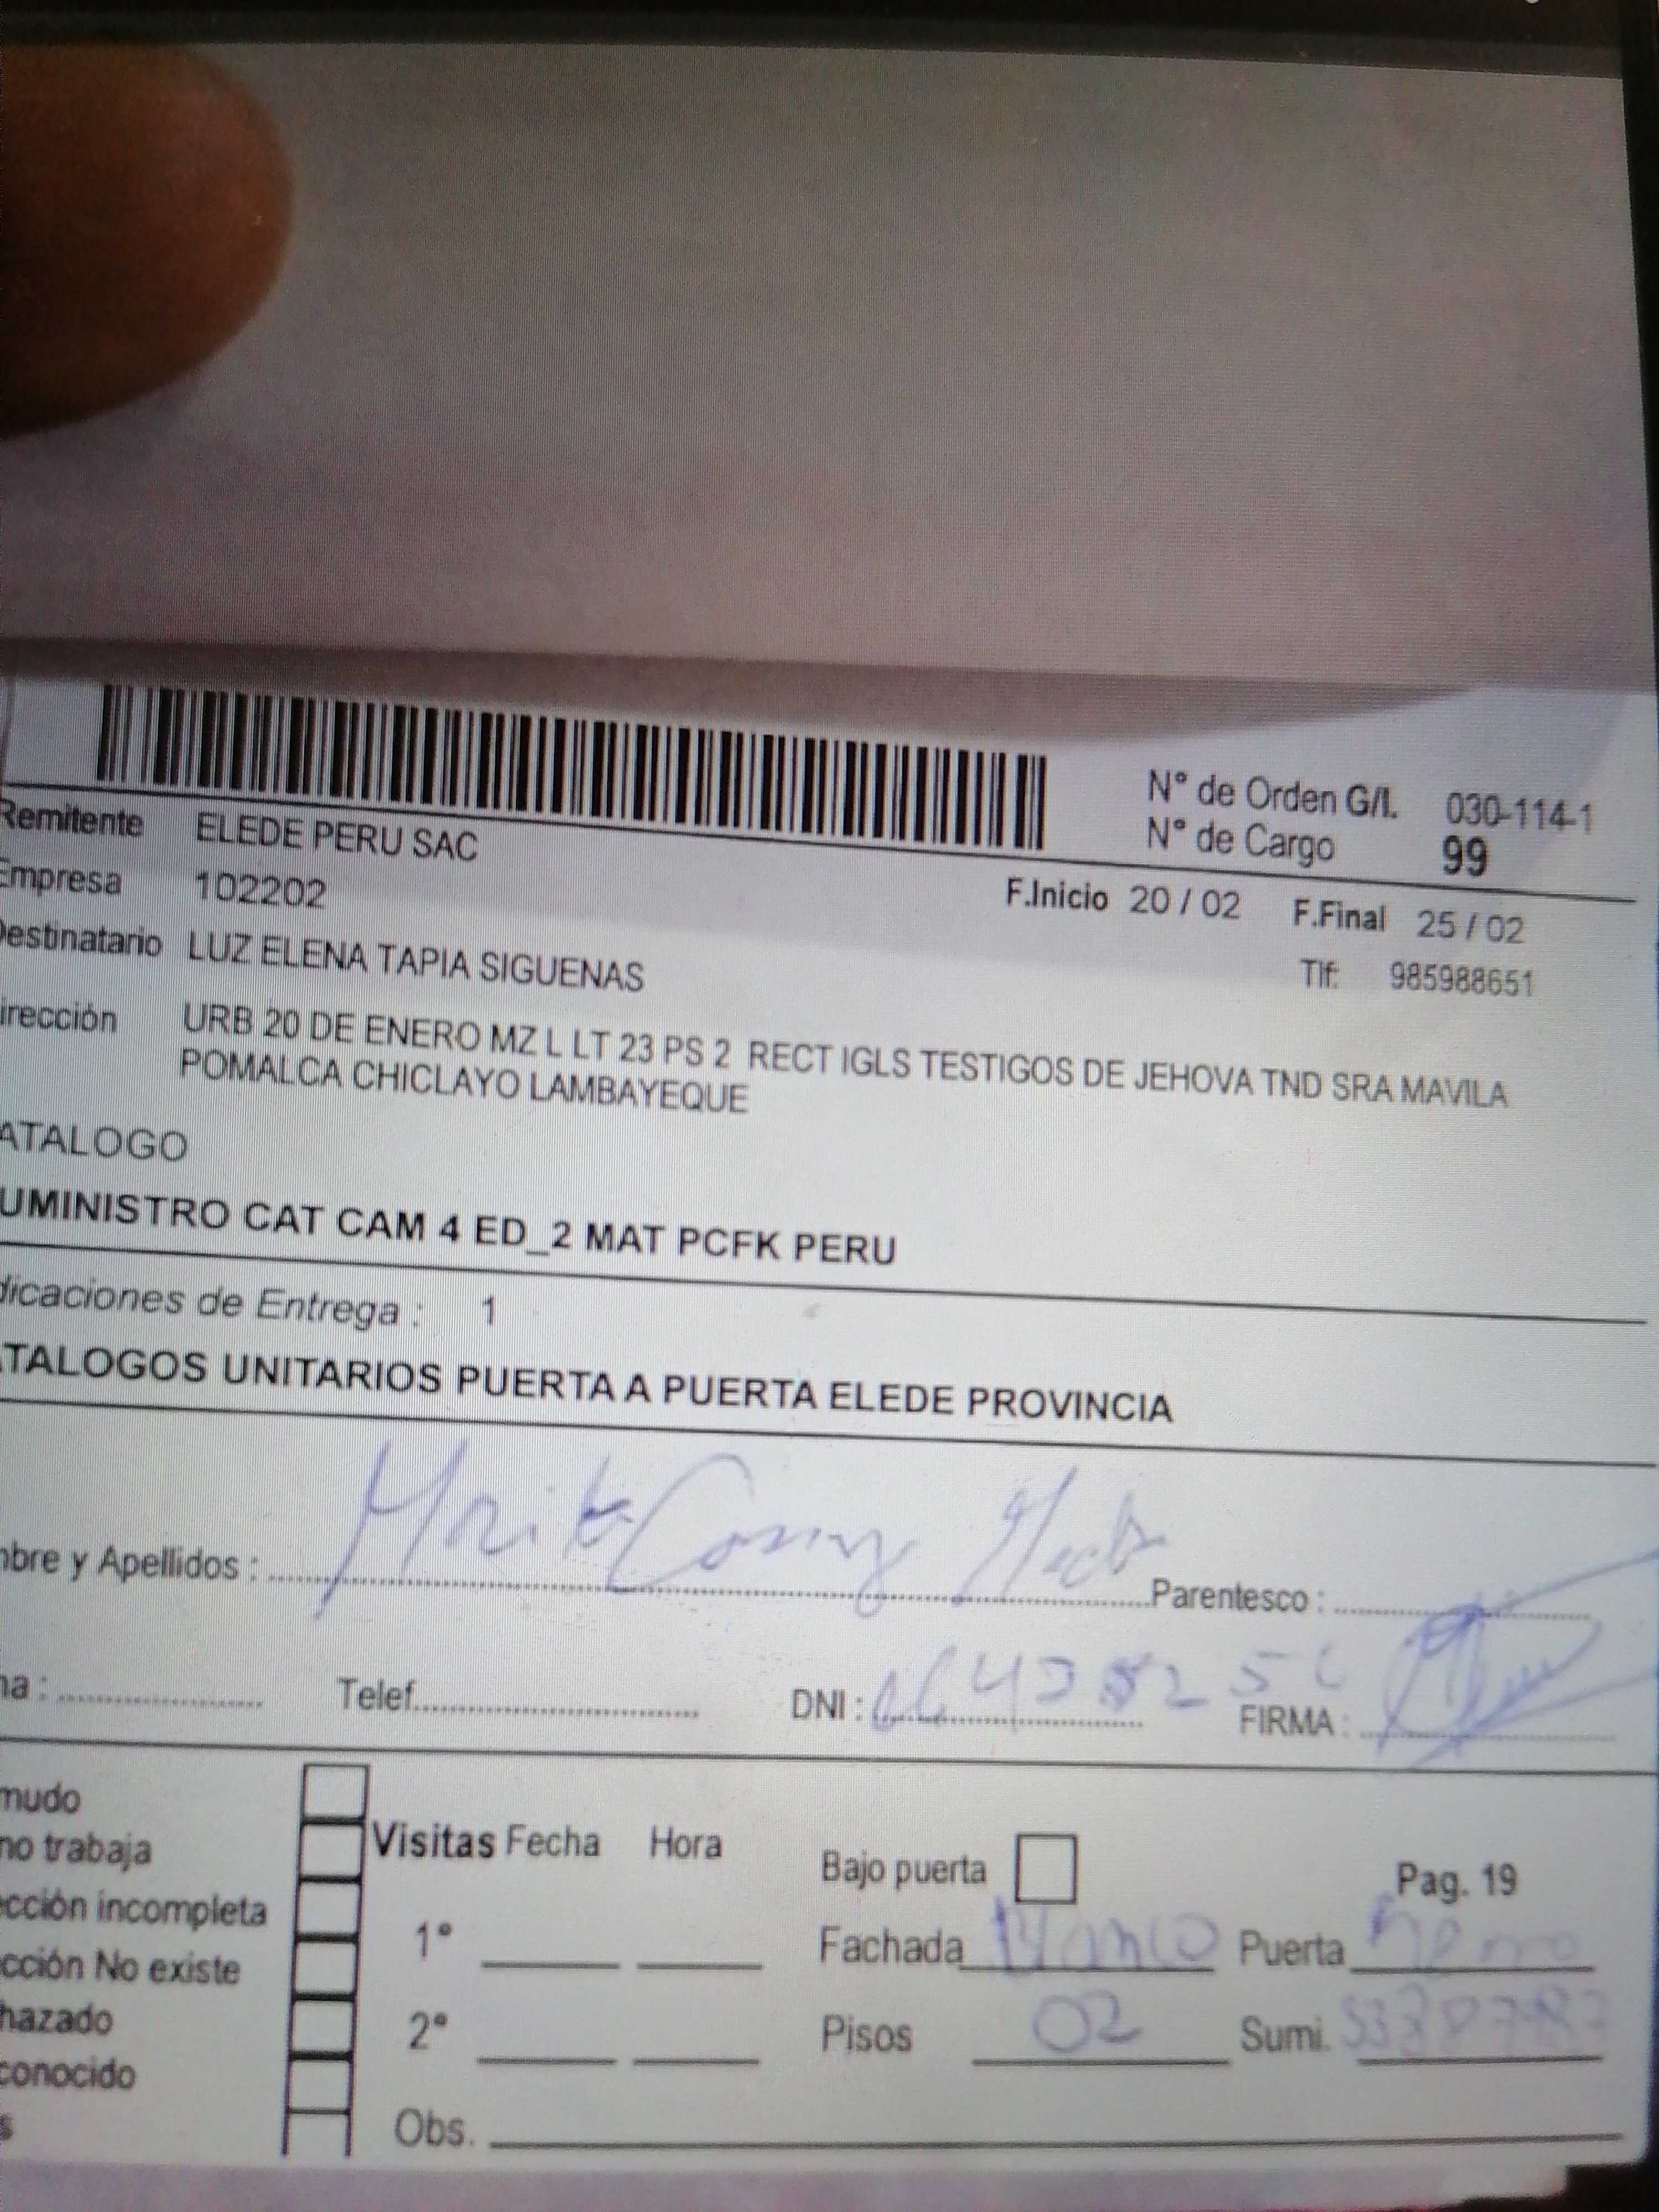 N° de Orden G/I. 030-114-1
N° de Cargo 99
Remitente ELEDE PERU SAC
Empresa 102202
F.Inicio 20 / 02 F.Final 25 / 02
Destinatario LUZ ELENA TAPIA SIGUENAS
Tlf: 985988651
irección URB 20 DE ENERO MZ L LT 23 PS 2 RECT IGLS TESTIGOS DE JEHOVA TND SRA MAVILA
POMALCA CHICLAYO LAMBAYEQUE
ATALOGO
UMINISTRO CAT CAM 4 ED_2 MAT PCFK PERU
dicaciones de Entrega : 1
TALOGOS UNITARIOS PUERTA A PUERTA ELEDE PROVINCIA
nbre y Apellidos : Parentesco :
na : Telef. DNI : FIRMA :
mudo
no trabaja
cción incompleta
cción No existe
hazado
conocido
s
Visitas Fecha Hora
1°
2°
Obs.
Bajo puerta Pag. 19
Fachada Blanco Puerta
Pisos 02 Sumi.